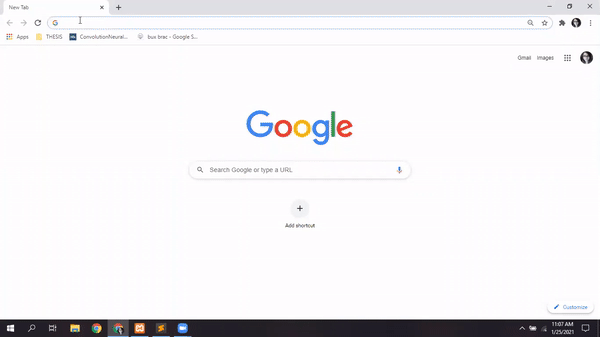 New Tab
Apps THESIS ConvolutionNeural... bux brac - Google S...
Gmail Images
Google
Search Google or type a URL
Add shortcut
Customize
11:07 AM
1/25/2021